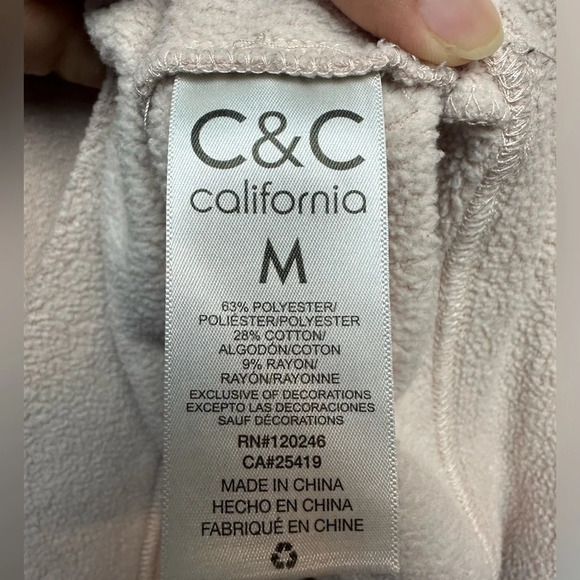 C&C
california
M
63% POLYESTER/
POLIÉSTER/POLYESTER
28% COTTON/
ALGODÓN/COTON
9% RAYON/
RAYÓN/RAYONNE
EXCLUSIVE OF DECORATIONS
EXCEPTO LAS DECORACIONES
SAUF DÉCORATIONS
RN#120246
CA#25419
MADE IN CHINA
HECHO EN CHINA
FABRIQUÉ EN CHINE